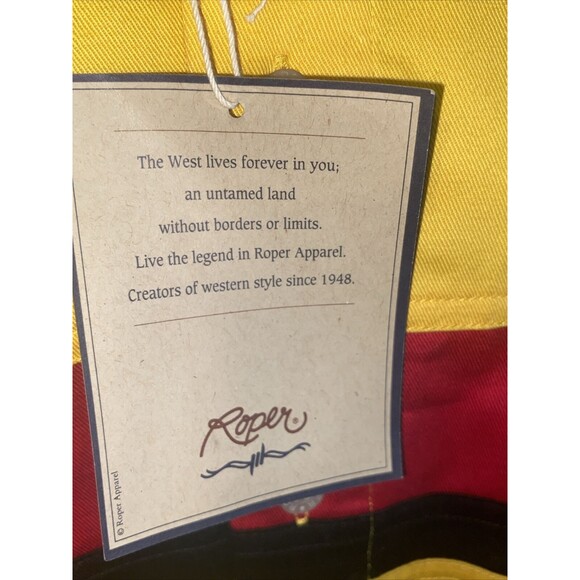 The West lives forever in you;
an untamed land
without borders or limits.
Live the legend in Roper Apparel.
Creators of western style since 1948.
Roper®
© Roper Apparel